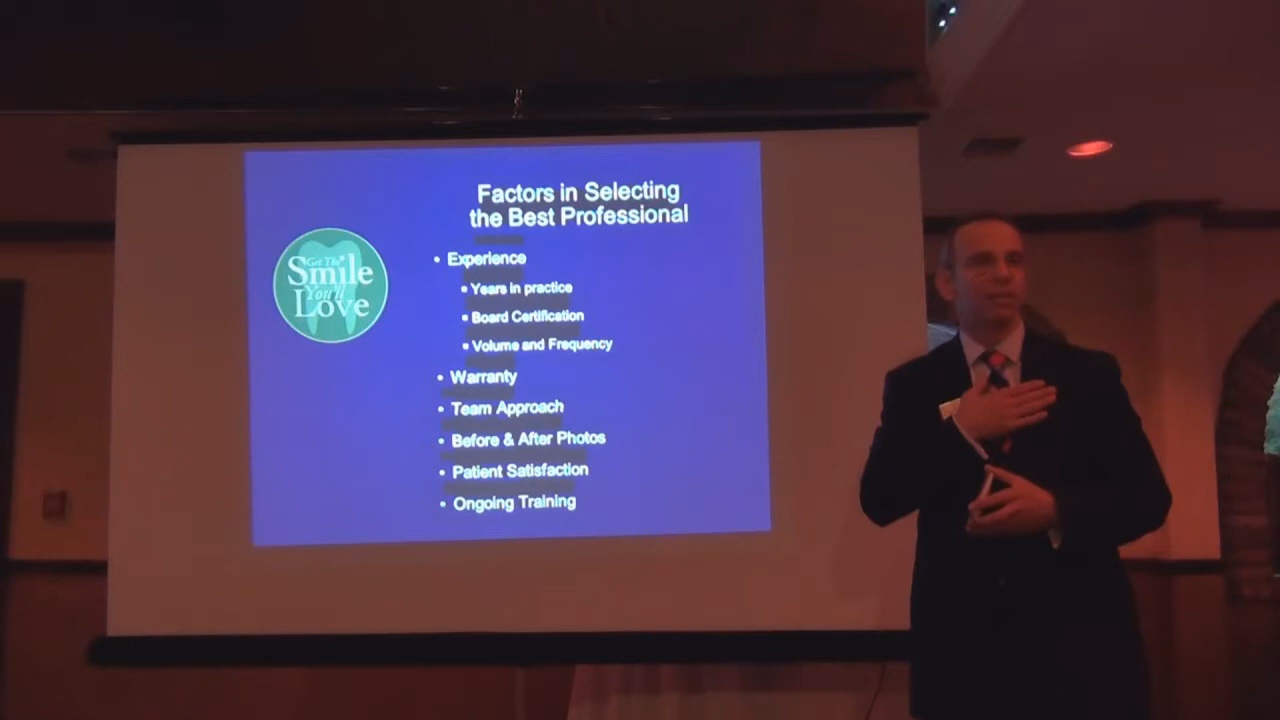 Factors in Selecting
the Best Professional
Get The
Smile
You'll
Love
• Experience
• Years in practice
• Board Certification
• Volume and Frequency
• Warranty
• Team Approach
• Before & After Photos
• Patient Satisfaction
• Ongoing Training